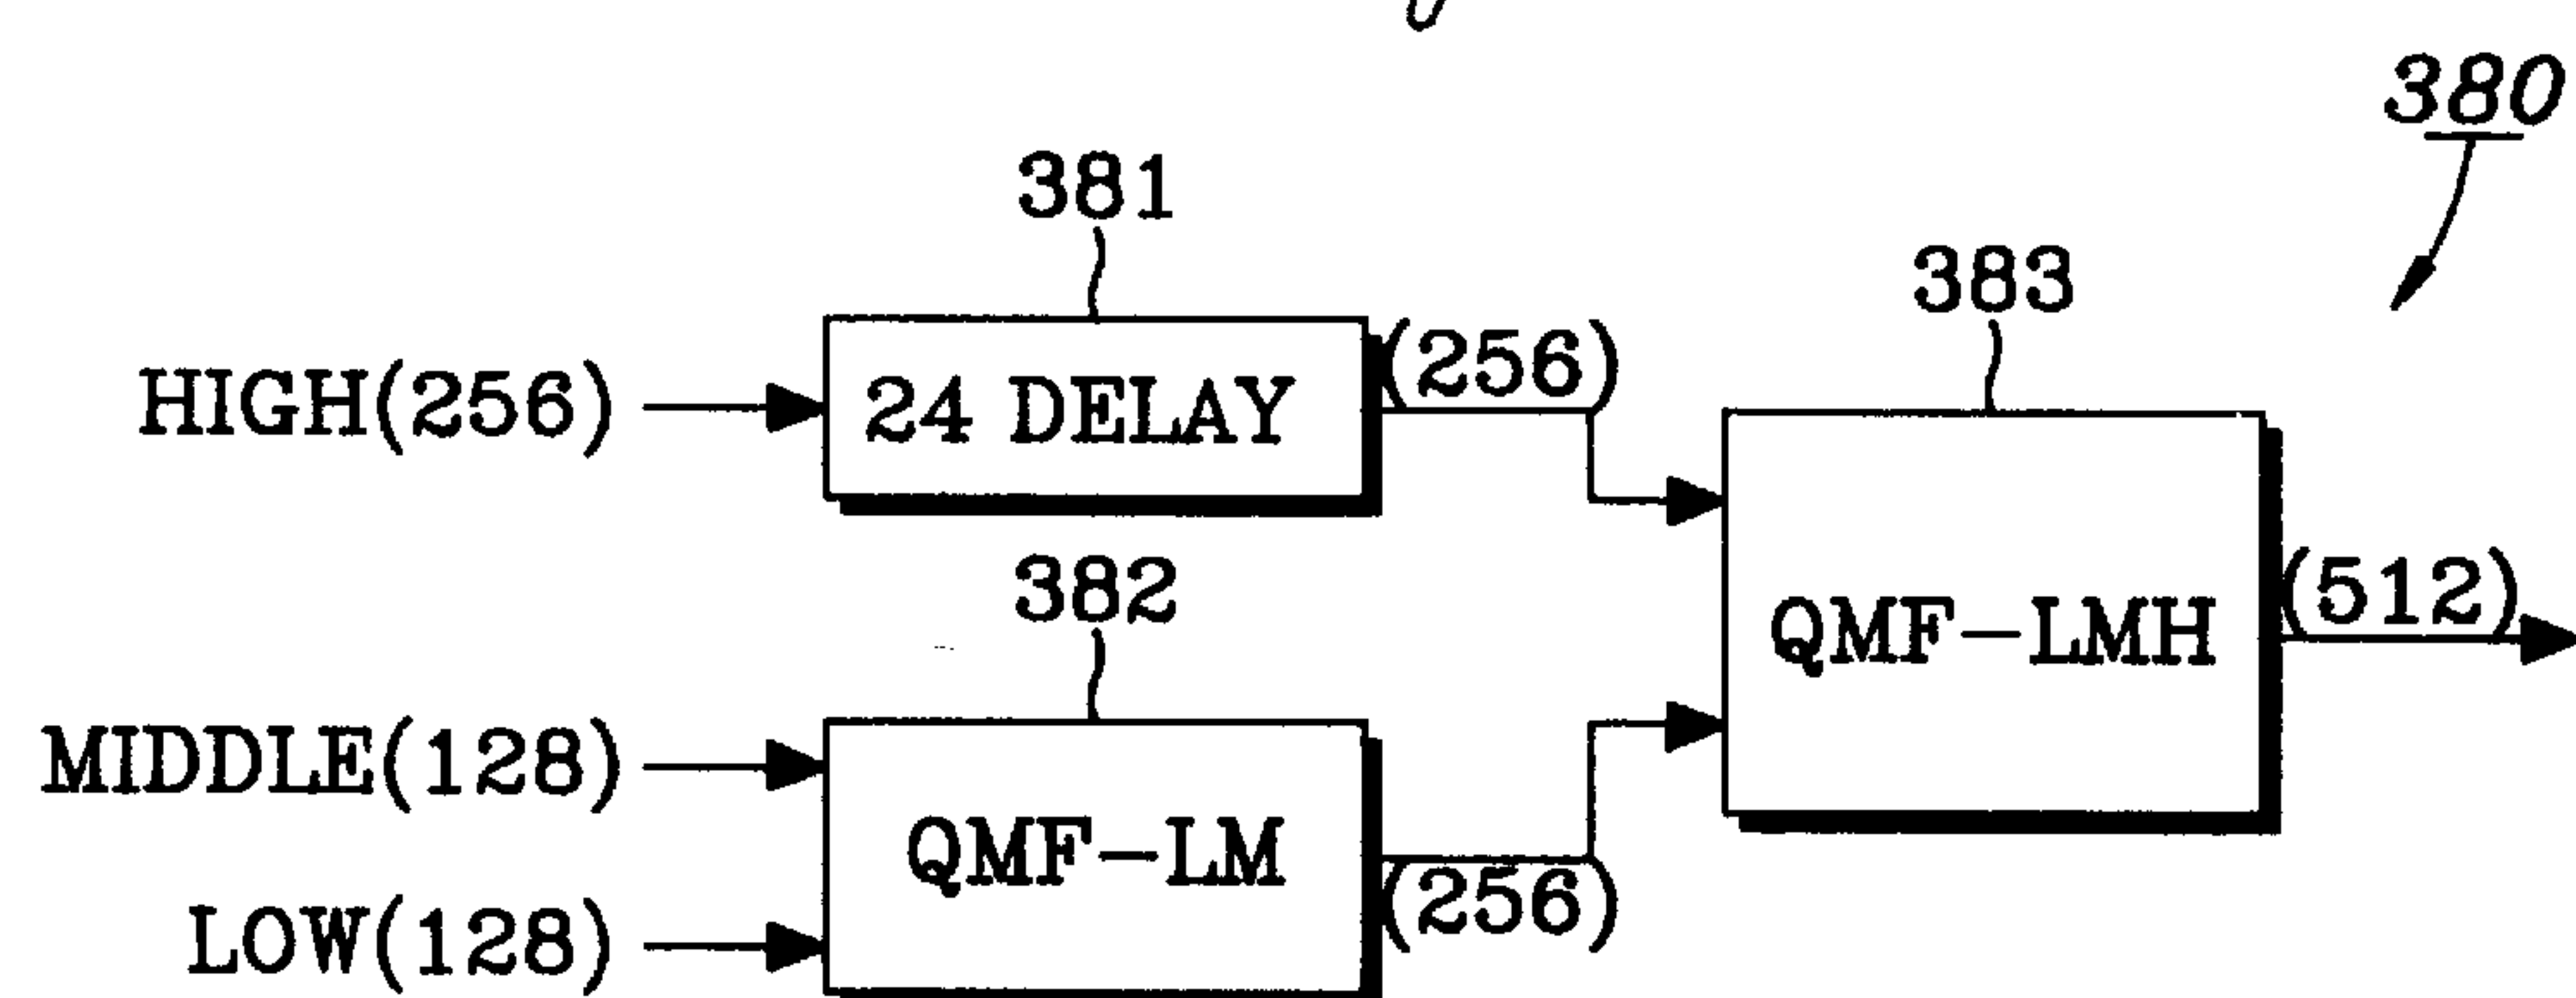 380
381
383
HIGH(256)
24 DELAY
(256)
382
QMF-LMH
(512)
MIDDLE(128)
QMF-LM
(256)
LOW(128)